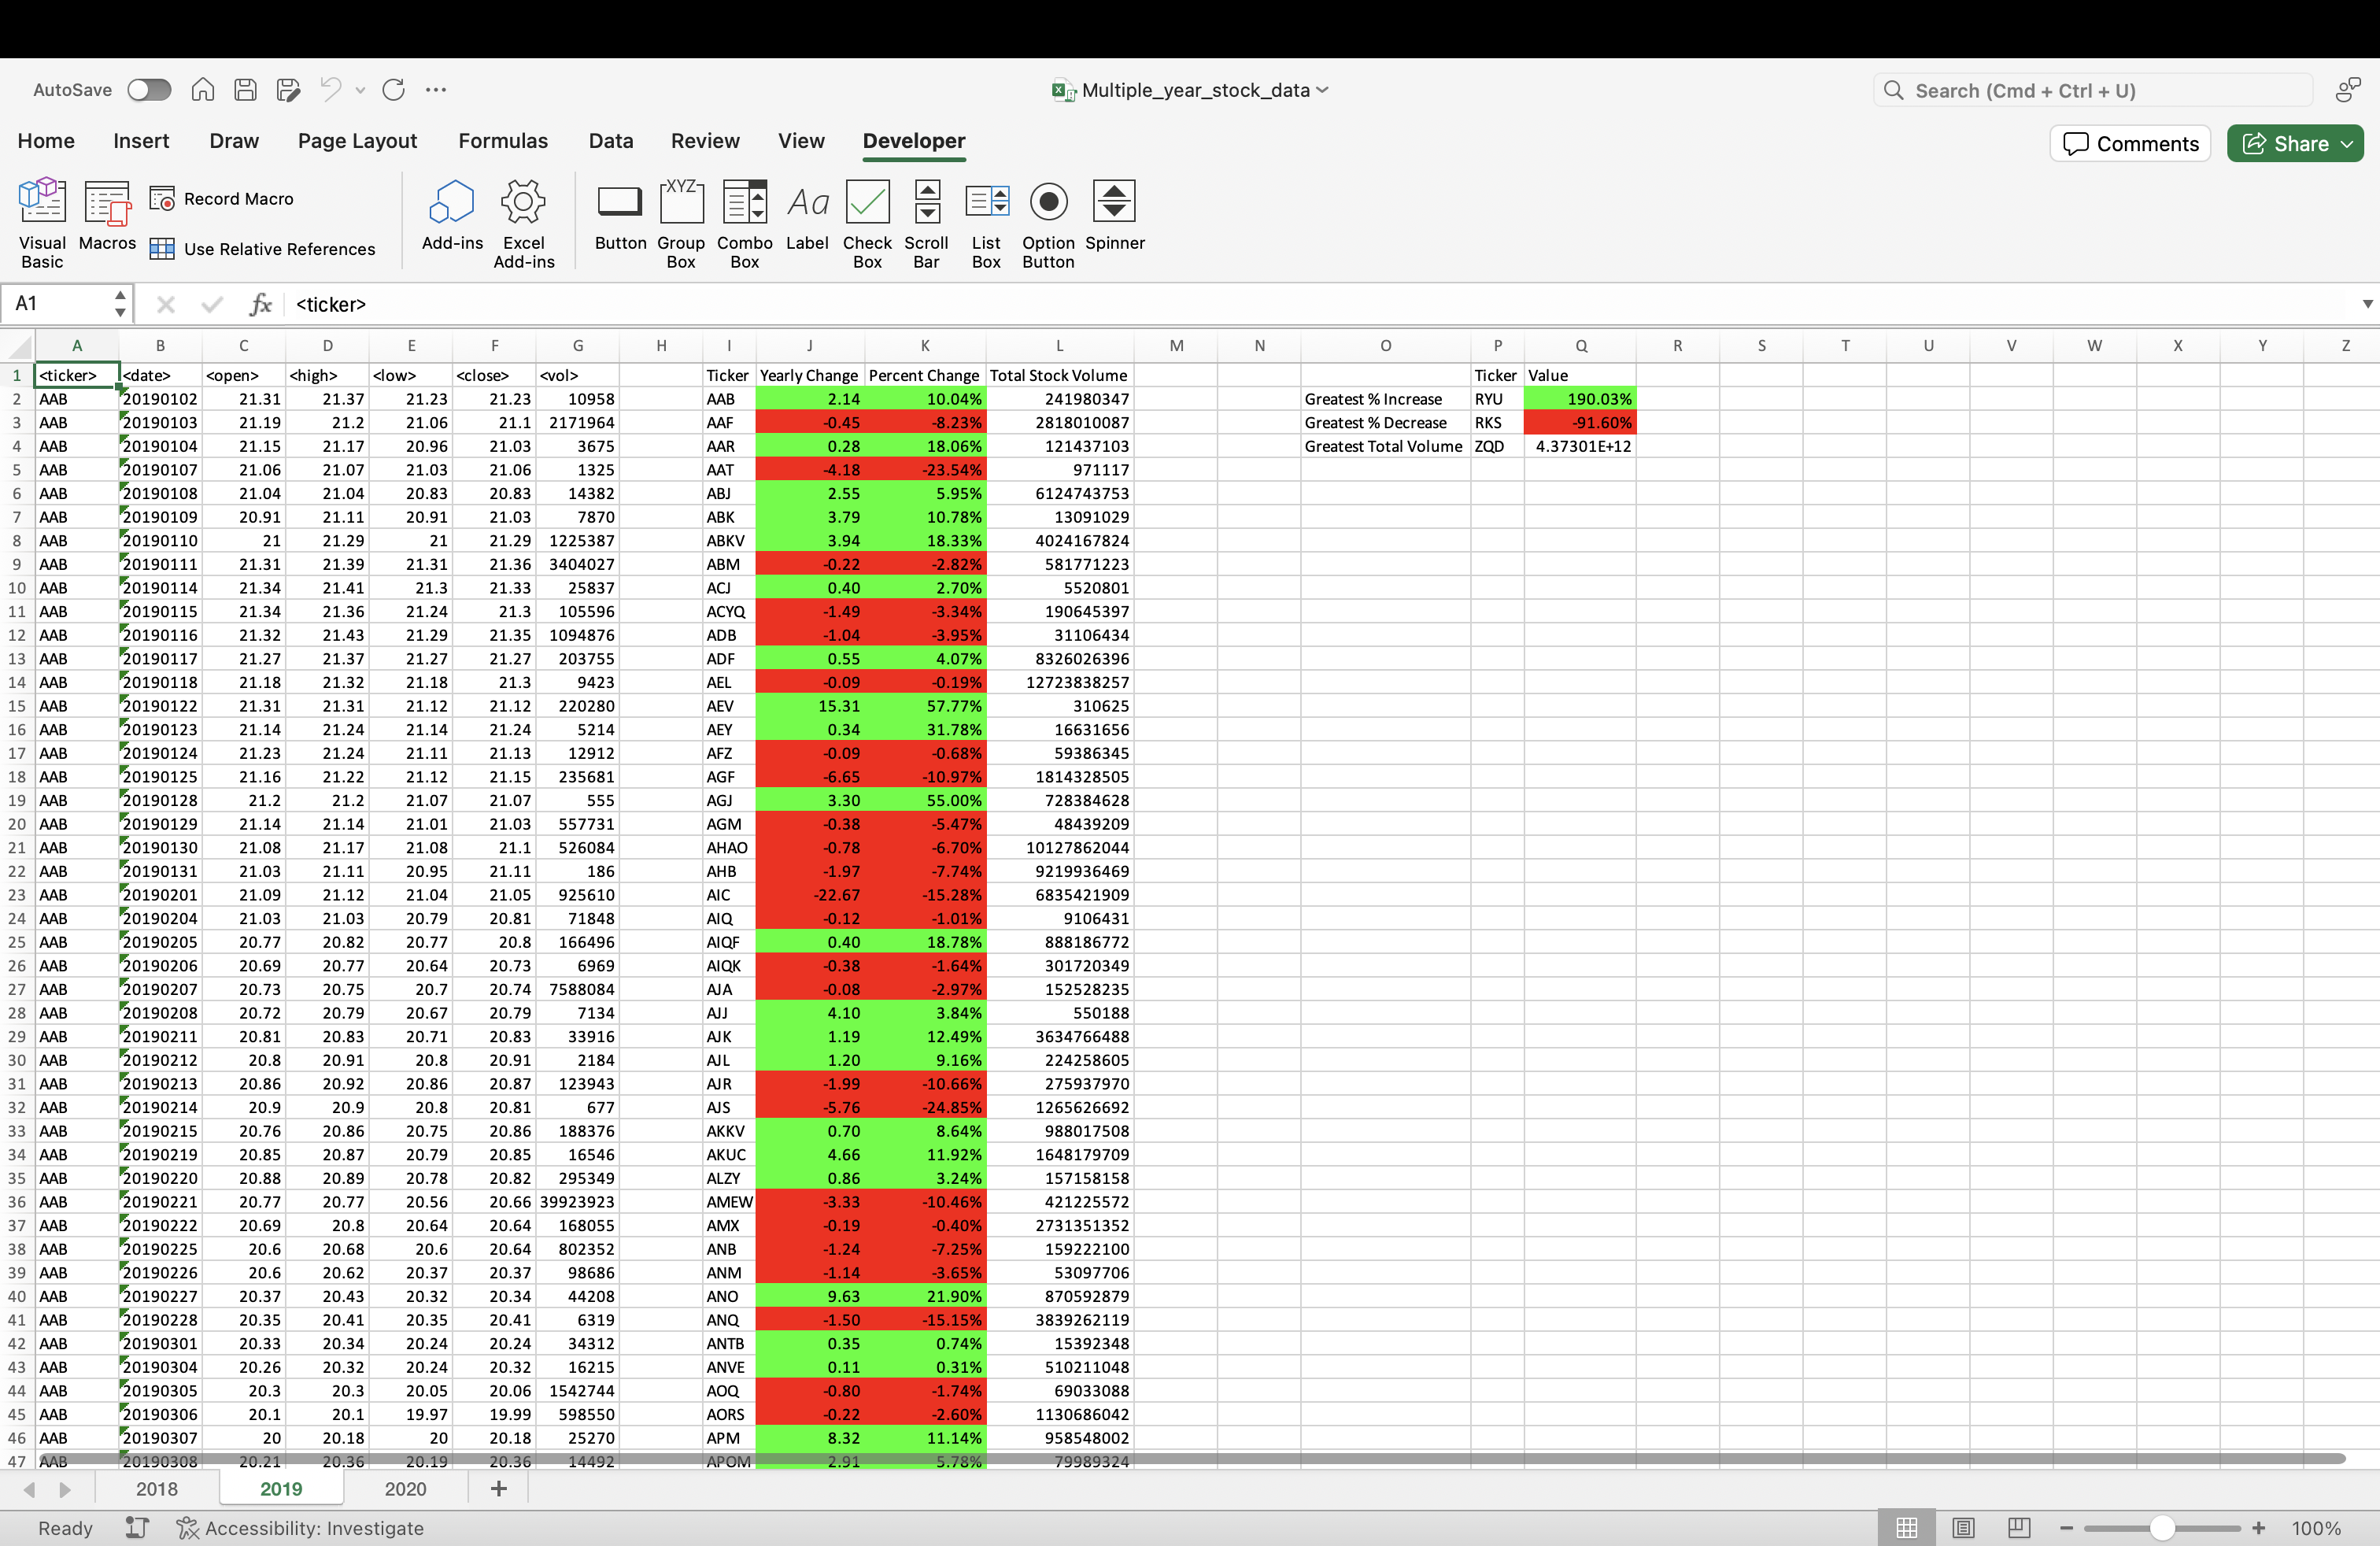 AutoSave Multiple_year_stock_data Search (Cmd + Ctrl + U)
Home Insert Draw Page Layout Formulas Data Review View Developer Comments Share
Visual Basic Macros Record Macro Use Relative References Add-ins Excel Add-ins Button XYZ Group Box Combo Box Aa Label Check Box Scroll Bar List Box Option Button Spinner
A1 fx <ticker>
A B C D E F G H I J K L M N O P Q R S T U V W X Y Z
1 <ticker> <date> <open> <high> <low> <close> <vol> Ticker Yearly Change Percent Change Total Stock Volume Ticker Value
2 AAB 20190102 21.31 21.37 21.23 21.23 10958 AAB 2.14 10.04% 241980347 Greatest % Increase RYU 190.03%
3 AAB 20190103 21.19 21.2 21.06 21.1 2171964 AAF -0.45 -8.23% 2818010087 Greatest % Decrease RKS -91.60%
4 AAB 20190104 21.15 21.17 20.96 21.03 3675 AAR 0.28 18.06% 121437103 Greatest Total Volume ZQD 4.37301E+12
5 AAB 20190107 21.06 21.07 21.03 21.06 1325 AAT -4.18 -23.54% 971117
6 AAB 20190108 21.04 21.04 20.83 20.83 14382 ABJ 2.55 5.95% 6124743753
7 AAB 20190109 20.91 21.11 20.91 21.03 7870 ABK 3.79 10.78% 13091029
8 AAB 20190110 21 21.29 21 21.29 1225387 ABKV 3.94 18.33% 4024167824
9 AAB 20190111 21.31 21.39 21.31 21.36 3404027 ABM -0.22 -2.82% 581771223
10 AAB 20190114 21.34 21.41 21.3 21.33 25837 ACJ 0.40 2.70% 5520801
11 AAB 20190115 21.34 21.36 21.24 21.3 105596 ACYQ -1.49 -3.34% 190645397
12 AAB 20190116 21.32 21.43 21.29 21.35 1094876 ADB -1.04 -3.95% 31106434
13 AAB 20190117 21.27 21.37 21.27 21.27 203755 ADF 0.55 4.07% 8326026396
14 AAB 20190118 21.18 21.32 21.18 21.3 9423 AEL -0.09 -0.19% 12723838257
15 AAB 20190122 21.31 21.31 21.12 21.12 220280 AEV 15.31 57.77% 310625
16 AAB 20190123 21.14 21.24 21.14 21.24 5214 AEY 0.34 31.78% 16631656
17 AAB 20190124 21.23 21.24 21.11 21.13 12912 AFZ -0.09 -0.68% 59386345
18 AAB 20190125 21.16 21.22 21.12 21.15 235681 AGF -6.65 -10.97% 1814328505
19 AAB 20190128 21.2 21.2 21.07 21.07 555 AGJ 3.30 55.00% 728384628
20 AAB 20190129 21.14 21.14 21.01 21.03 557731 AGM -0.38 -5.47% 48439209
21 AAB 20190130 21.08 21.17 21.08 21.1 526084 AHAO -0.78 -6.70% 10127862044
22 AAB 20190131 21.03 21.11 20.95 21.11 186 AHB -1.97 -7.74% 9219936469
23 AAB 20190201 21.09 21.12 21.04 21.05 925610 AIC -22.67 -15.28% 6835421909
24 AAB 20190204 21.03 21.03 20.79 20.81 71848 AIQ -0.12 -1.01% 9106431
25 AAB 20190205 20.77 20.82 20.77 20.8 166496 AIQF 0.40 18.78% 888186772
26 AAB 20190206 20.69 20.77 20.64 20.73 6969 AIQK -0.38 -1.64% 301720349
27 AAB 20190207 20.73 20.75 20.7 20.74 7588084 AJA -0.08 -2.97% 152528235
28 AAB 20190208 20.72 20.79 20.67 20.79 7134 AJJ 4.10 3.84% 550188
29 AAB 20190211 20.81 20.83 20.71 20.83 33916 AJK 1.19 12.49% 3634766488
30 AAB 20190212 20.8 20.91 20.8 20.91 2184 AJL 1.20 9.16% 224258605
31 AAB 20190213 20.86 20.92 20.86 20.87 123943 AJR -1.99 -10.66% 275937970
32 AAB 20190214 20.9 20.9 20.8 20.81 677 AJS -5.76 -24.85% 1265626692
33 AAB 20190215 20.76 20.86 20.75 20.86 188376 AKKV 0.70 8.64% 988017508
34 AAB 20190219 20.85 20.87 20.79 20.85 16546 AKUC 4.66 11.92% 1648179709
35 AAB 20190220 20.88 20.89 20.78 20.82 295349 ALZY 0.86 3.24% 157158158
36 AAB 20190221 20.77 20.77 20.56 20.66 39923923 AMEW -3.33 -10.46% 421225572
37 AAB 20190222 20.69 20.8 20.64 20.64 168055 AMX -0.19 -0.40% 2731351352
38 AAB 20190225 20.6 20.68 20.6 20.64 802352 ANB -1.24 -7.25% 159222100
39 AAB 20190226 20.6 20.62 20.37 20.37 98686 ANM -1.14 -3.65% 53097706
40 AAB 20190227 20.37 20.43 20.32 20.34 44208 ANO 9.63 21.90% 870592879
41 AAB 20190228 20.35 20.41 20.35 20.41 6319 ANQ -1.50 -15.15% 3839262119
42 AAB 20190301 20.33 20.34 20.24 20.24 34312 ANTB 0.35 0.74% 15392348
43 AAB 20190304 20.26 20.32 20.24 20.32 16215 ANVE 0.11 0.31% 510211048
44 AAB 20190305 20.3 20.3 20.05 20.06 1542744 AOQ -0.80 -1.74% 69033088
45 AAB 20190306 20.1 20.1 19.97 19.99 598550 AORS -0.22 -2.60% 1130686042
46 AAB 20190307 20 20.18 20 20.18 25270 APM 8.32 11.14% 958548002
47 AAB 20190308 20.21 20.36 20.19 20.36 14492 APOM 2.91 5.78% 79989324
2018 2019 2020 +
Ready Accessibility: Investigate 100%